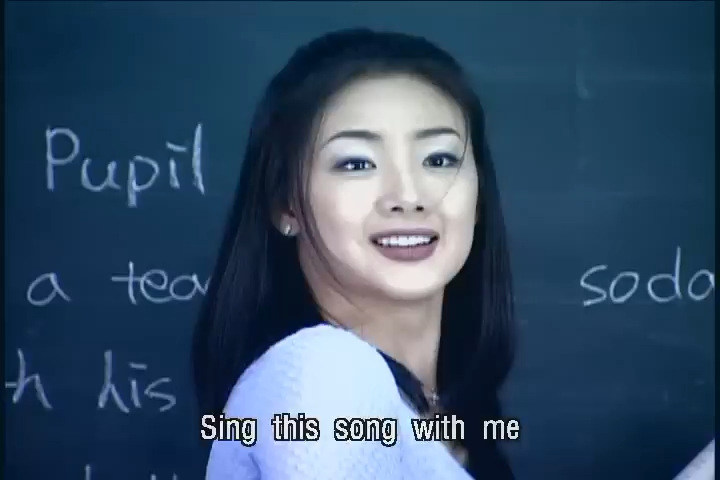 Pupil
a tea
soda
h his
Sing this song with me